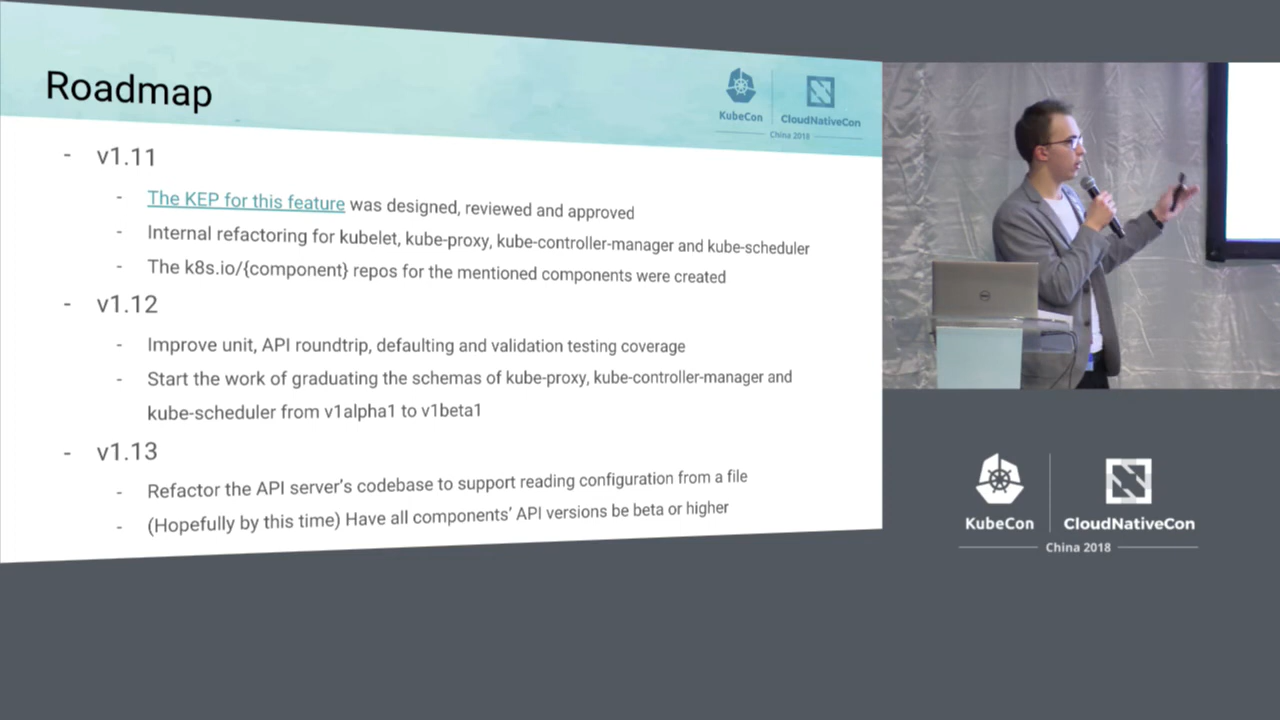 Roadmap
KubeCon
CloudNativeCon
China 2018
- v1.11
- The KEP for this feature was designed, reviewed and approved
- Internal refactoring for kubelet, kube-proxy, kube-controller-manager and kube-scheduler
- The k8s.io/{component} repos for the mentioned components were created
- v1.12
- Improve unit, API roundtrip, defaulting and validation testing coverage
- Start the work of graduating the schemas of kube-proxy, kube-controller-manager and
kube-scheduler from v1alpha1 to v1beta1
- v1.13
- Refactor the API server's codebase to support reading configuration from a file
- (Hopefully by this time) Have all components' API versions be beta or higher
DELL
KubeCon
CloudNativeCon
China 2018